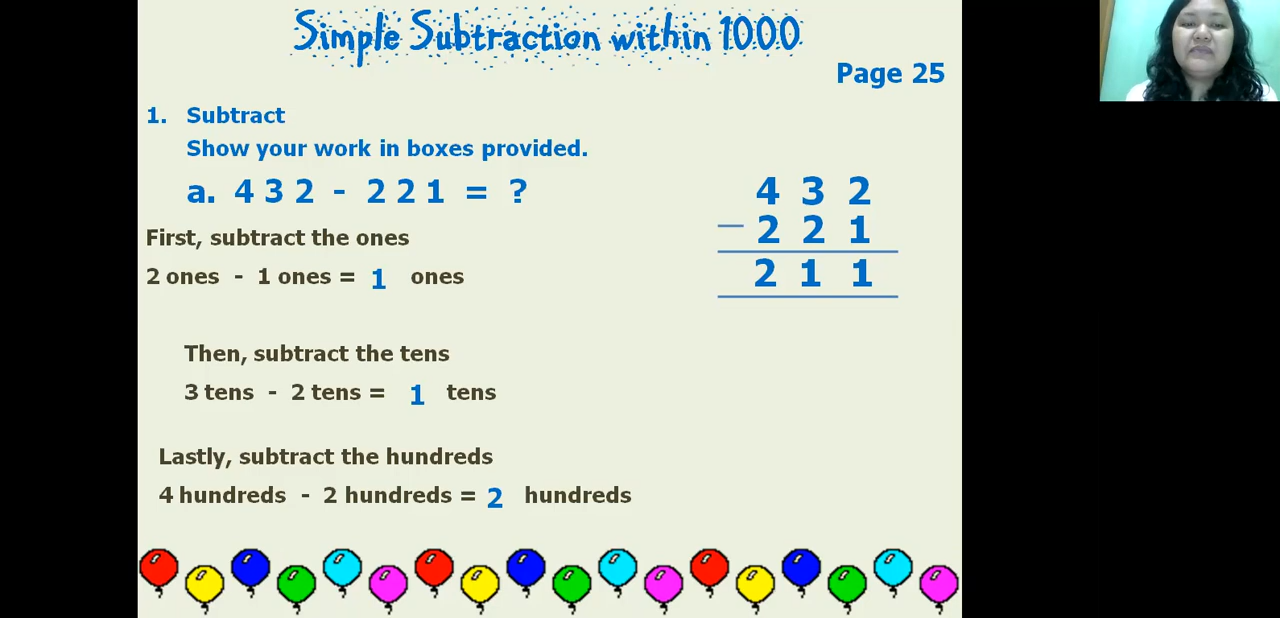 Simple Subtraction within 1000
Page 25
1. Subtract
Show your work in boxes provided.
a. 4 3 2 - 2 2 1 = ?
4 3 2
— 2 2 1
2 1 1
First, subtract the ones
2 ones - 1 ones = 1 ones
Then, subtract the tens
3 tens - 2 tens = 1 tens
Lastly, subtract the hundreds
4 hundreds - 2 hundreds = 2 hundreds